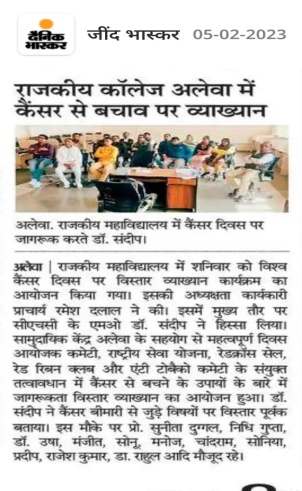 दैनिक
भास्कर
जींद भास्कर 05-02-2023
राजकीय कॉलेज अलेवा में
कैंसर से बचाव पर व्याख्यान
अलेवा. राजकीय महाविद्यालय में कैंसर दिवस पर
जागरूक करते डॉ. संदीप।
अलेवा | राजकीय महाविद्यालय में शनिवार को विश्व
कैंसर दिवस पर विस्तार व्याख्यान कार्यक्रम का
आयोजन किया गया। इसकी अध्यक्षता कार्यकारी
प्राचार्य रमेश दलाल ने की। इसमें मुख्य तौर पर
सीएचसी के एमओ डॉ. संदीप ने हिस्सा लिया।
सामुदायिक केंद्र अलेवा के सहयोग से महत्वपूर्ण दिवस
आयोजक कमेटी, राष्ट्रीय सेवा योजना, रेडक्रॉस सेल,
रेड रिबन क्लब और एंटी टोबैको कमेटी के संयुक्त
तत्वावधान में कैंसर से बचने के उपायों के बारे में
जागरूकता विस्तार व्याख्यान का आयोजन हुआ। डॉ.
संदीप ने कैंसर बीमारी से जुड़े विषयों पर विस्तार पूर्वक
बताया। इस मौके पर प्रो. सुनीता दुग्गल, निधि गुप्ता,
डॉ. उषा, मंजीत, सोनू, मनोज, चांदराम, सोनिया,
प्रदीप, राजेश कुमार, डा. राहुल आदि मौजूद रहे।